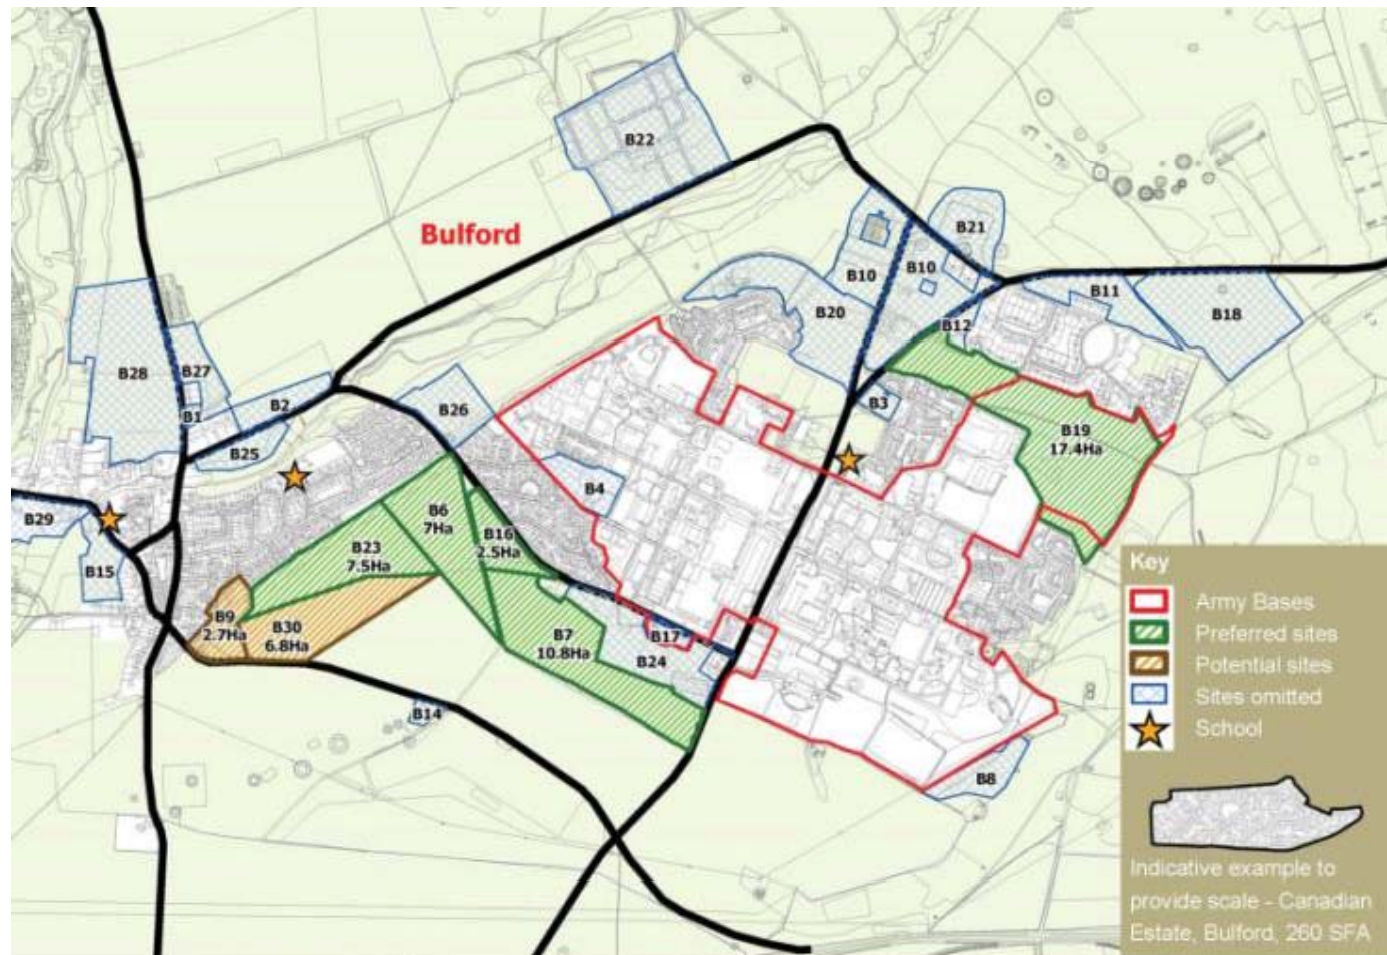 B22
Bulford
B21
B10
B10
B11
B18
B20
B12
B28
B27
B1
B2
B26
B3
B25
B19
17.4Ha
B4
B6
7Ha
B29
B16
2.5Ha
B23
7.5Ha
B15
B9
2.7Ha
B30
6.8Ha
B7
10.8Ha
B17
B24
B14
B8
Key
Army Bases
Preferred sites
Potential sites
Sites omitted
School
Indicative example to
provide scale - Canadian
Estate, Bulford, 260 SFA